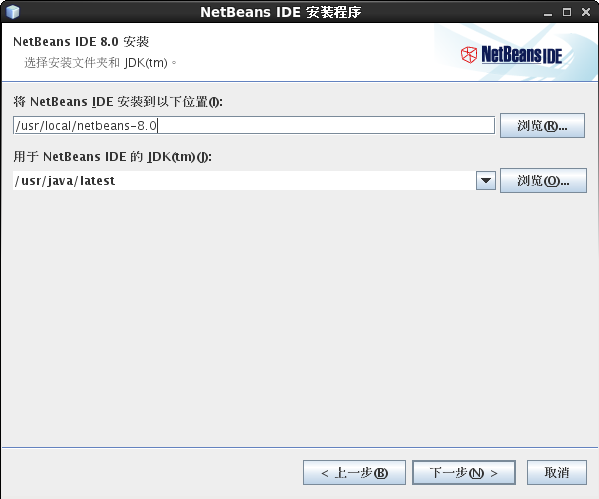 NetBeans IDE 安装程序
NetBeans IDE 8.0 安装
选择安装文件夹和 JDK(tm)。
NetBeans IDE
将 NetBeans IDE 安装到以下位置(I):
/usr/local/netbeans-8.0
浏览(R)...
用于 NetBeans IDE 的 JDK(tm)(J):
/usr/java/latest
浏览(O)...
< 上一步(B)
下一步(N) >
取消